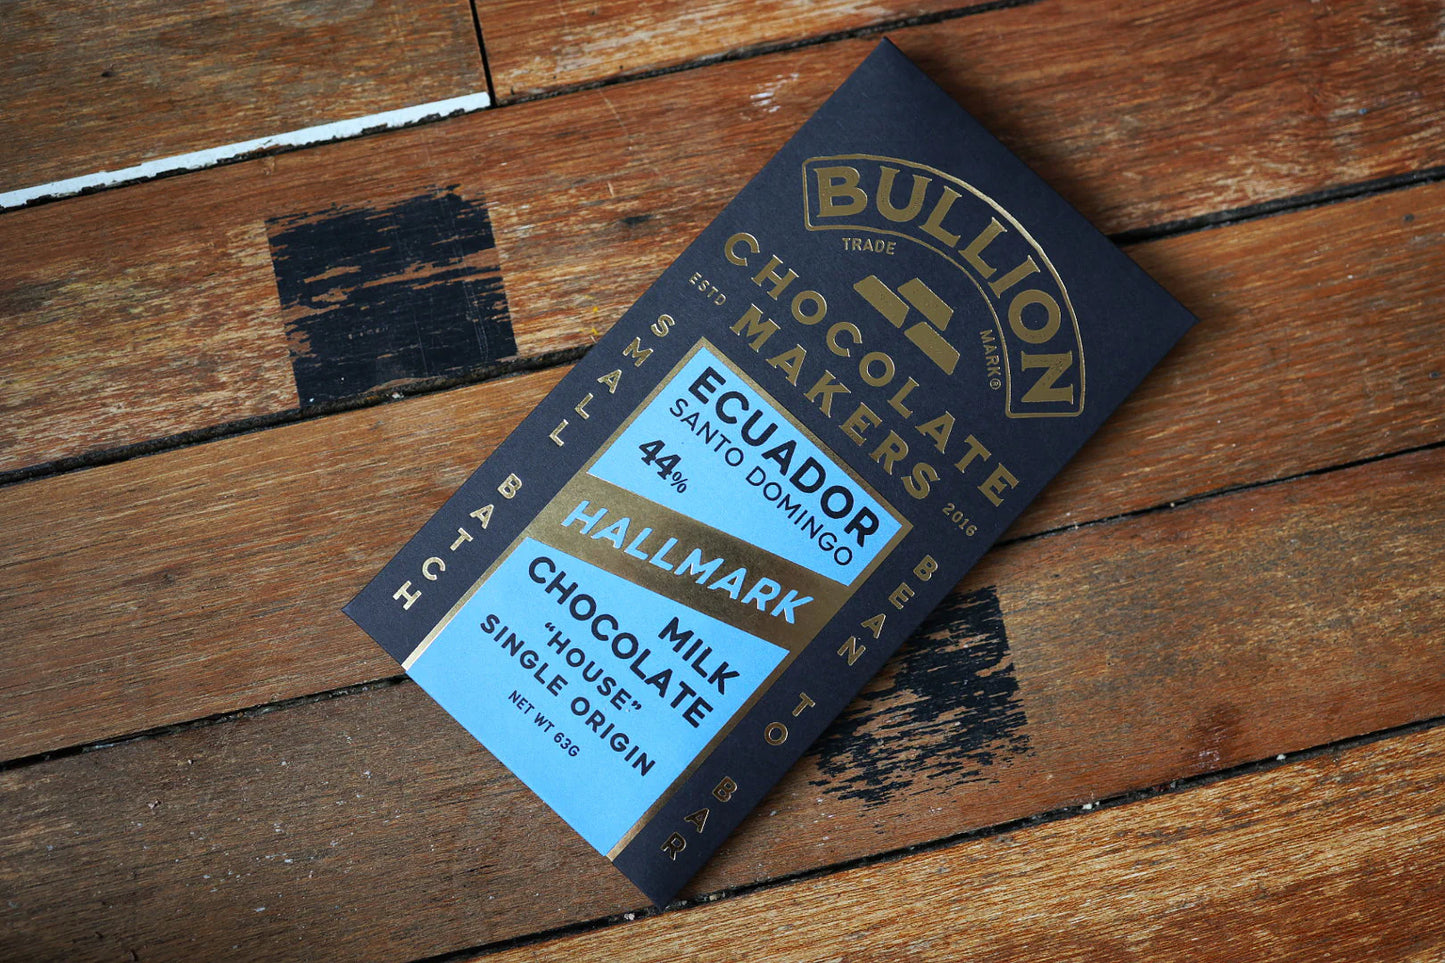 BULLION
TRADE MARK®
CHOCOLATE
MAKERS
ESTD 2016
SMALL BATCH
BEAN TO BAR
ECUADOR
SANTO DOMINGO
44%
HALLMARK
MILK
CHOCOLATE
“HOUSE”
SINGLE ORIGIN
NET WT 63G